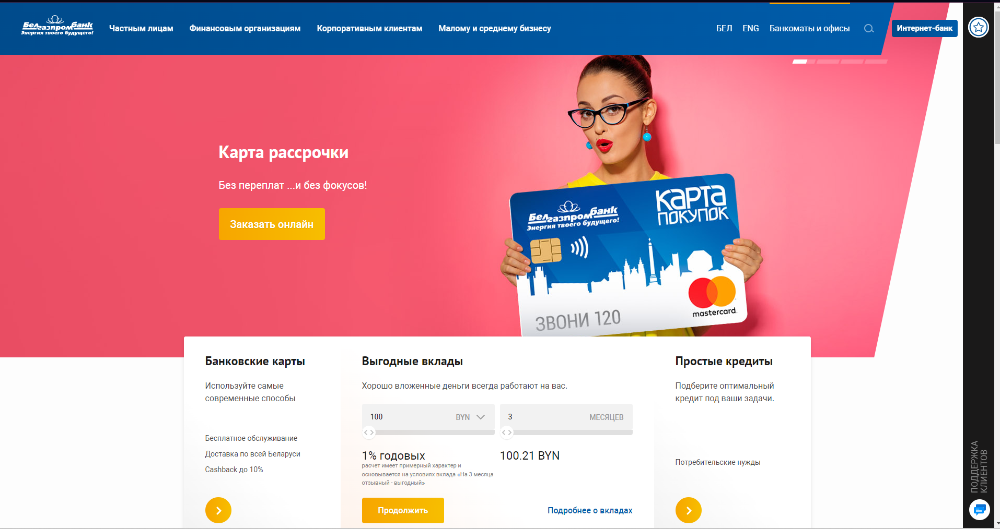 Белгазпромбанк
Энергия твоего будущего!
Частным лицам
Финансовым организациям
Корпоративным клиентам
Малому и среднему бизнесу
БЕЛ
ENG
Банкоматы и офисы
Интернет-банк
Карта рассрочки
Без переплат ...и без фокусов!
Заказать онлайн
Белгазпромбанк
Энергия твоего будущего!
КАРТА
ПОКУПОК
ЗВОНИ 120
mastercard.
Банковские карты
Используйте самые
современные способы
Бесплатное обслуживание
Доставка по всей Беларуси
Cashback до 10%
Выгодные вклады
Хорошо вложенные деньги всегда работают на вас.
100
BYN
3
МЕСЯЦЕВ
1% годовых
100.21 BYN
расчет имеет примерный характер и
основывается на условиях вклада «На 3 месяца
отзывный - выгодный»
Продолжить
Подробнее о вкладах
Простые кредиты
Подберите оптимальный
кредит под ваши задачи.
Потребительские нужды
ПОДДЕРЖКА
КЛИЕНТОВ